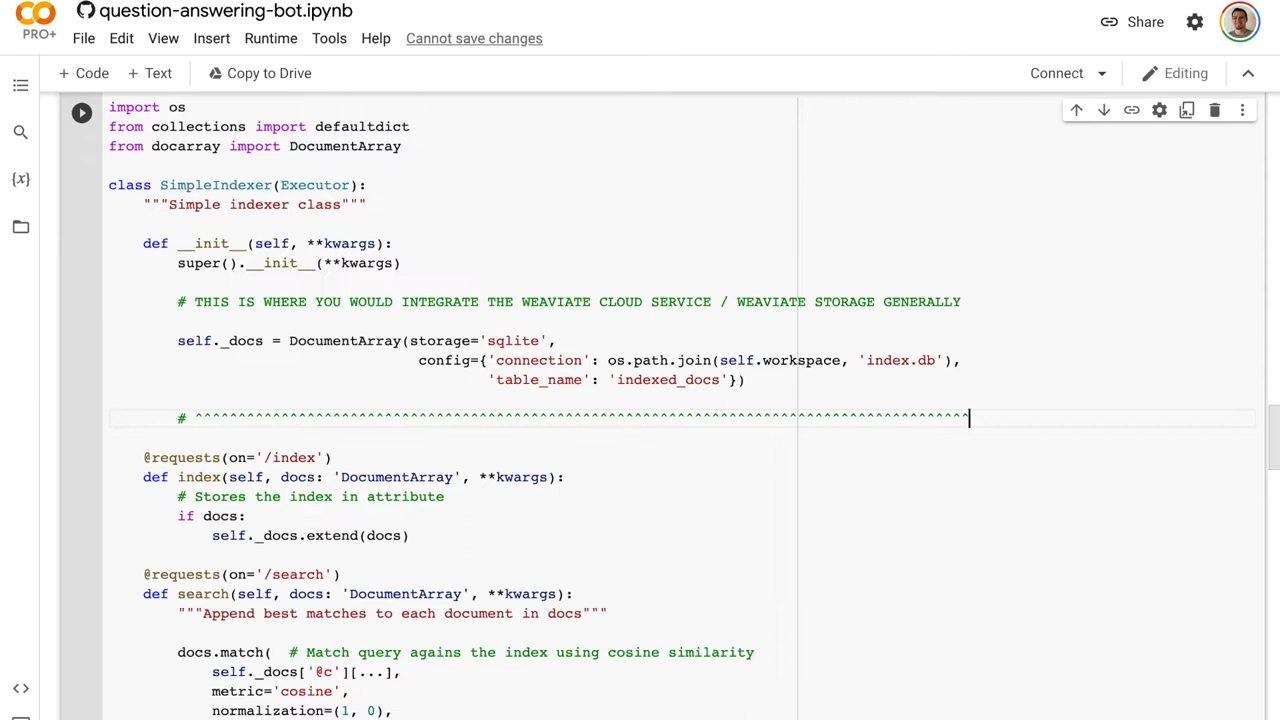 question-answering-bot.ipynb
PRO+
File Edit View Insert Runtime Tools Help Cannot save changes
Share
+ Code + Text Copy to Drive
Connect Editing
import os
from collections import defaultdict
from docarray import DocumentArray
class SimpleIndexer(Executor):
"""Simple indexer class"""
def __init__(self, **kwargs):
super().__init__(**kwargs)
# THIS IS WHERE YOU WOULD INTEGRATE THE WEAVIATE CLOUD SERVICE / WEAVIATE STORAGE GENERALLY
self._docs = DocumentArray(storage='sqlite',
config={'connection': os.path.join(self.workspace, 'index.db'),
'table_name': 'indexed_docs'})
# ^^^^^^^^^^^^^^^^^^^^^^^^^^^^^^^^^^^^^^^^^^^^^^^^^^^^^^^^^^^^^^^^^^^^^^^^^^^^^^^^^^^^^^^^^^
@requests(on='/index')
def index(self, docs: 'DocumentArray', **kwargs):
# Stores the index in attribute
if docs:
self._docs.extend(docs)
@requests(on='/search')
def search(self, docs: 'DocumentArray', **kwargs):
"""Append best matches to each document in docs"""
docs.match( # Match query agains the index using cosine similarity
self._docs['@c'][...],
metric='cosine',
normalization=(1, 0),